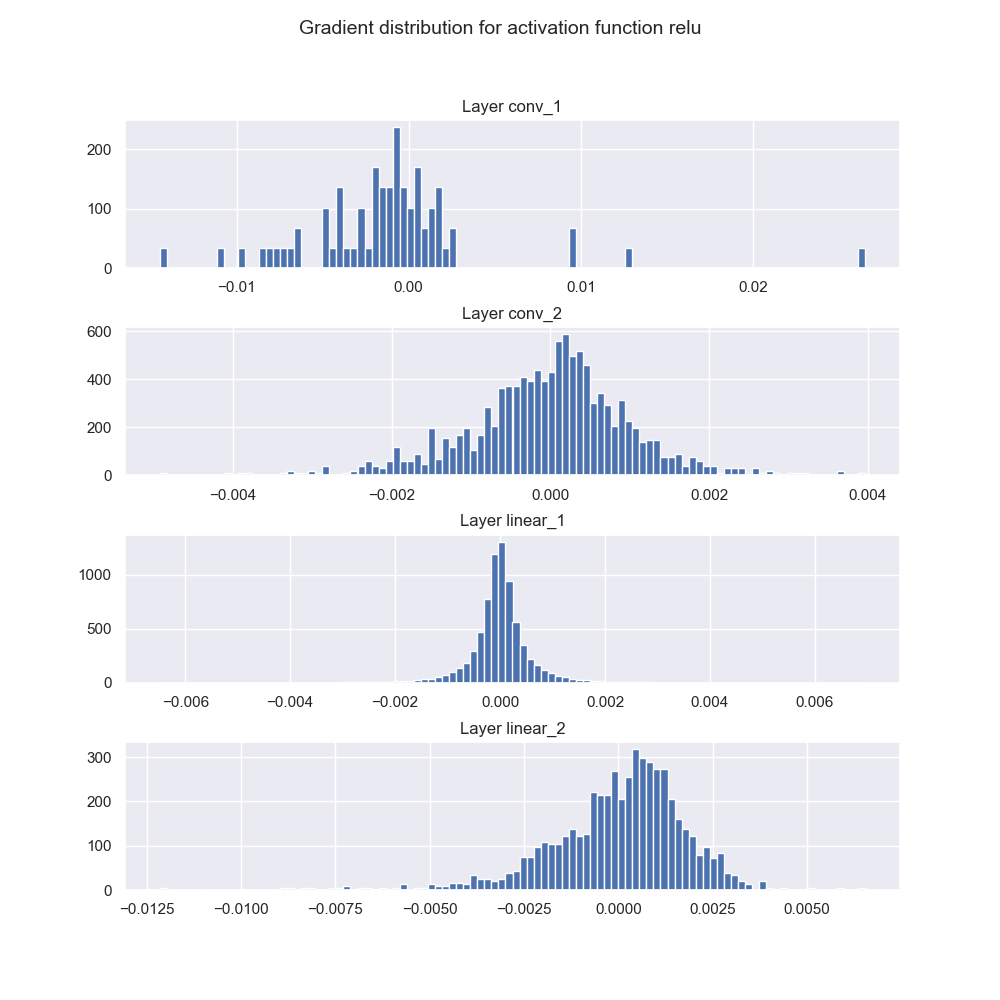 Gradient distribution for activation function relu
Layer conv_1
200
100
0
−0.01 0.00 0.01 0.02
Layer conv_2
600
400
200
0
−0.004 −0.002 0.000 0.002 0.004
Layer linear_1
1000
500
0
−0.006 −0.004 −0.002 0.000 0.002 0.004 0.006
Layer linear_2
300
200
100
0
−0.0125 −0.0100 −0.0075 −0.0050 −0.0025 0.0000 0.0025 0.0050